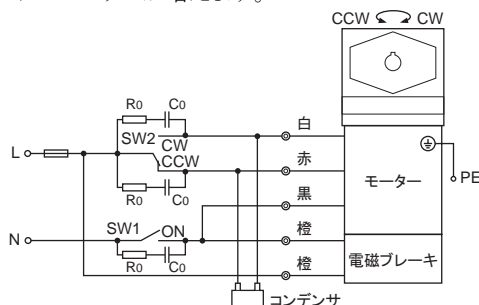 CCW CW
R0 C0
白
SW2 CW
L
CCW
赤
PE
モーター
R0 C0
黒
SW1 ON
N
橙
R0 C0
電磁ブレーキ
橙
コンデンサ